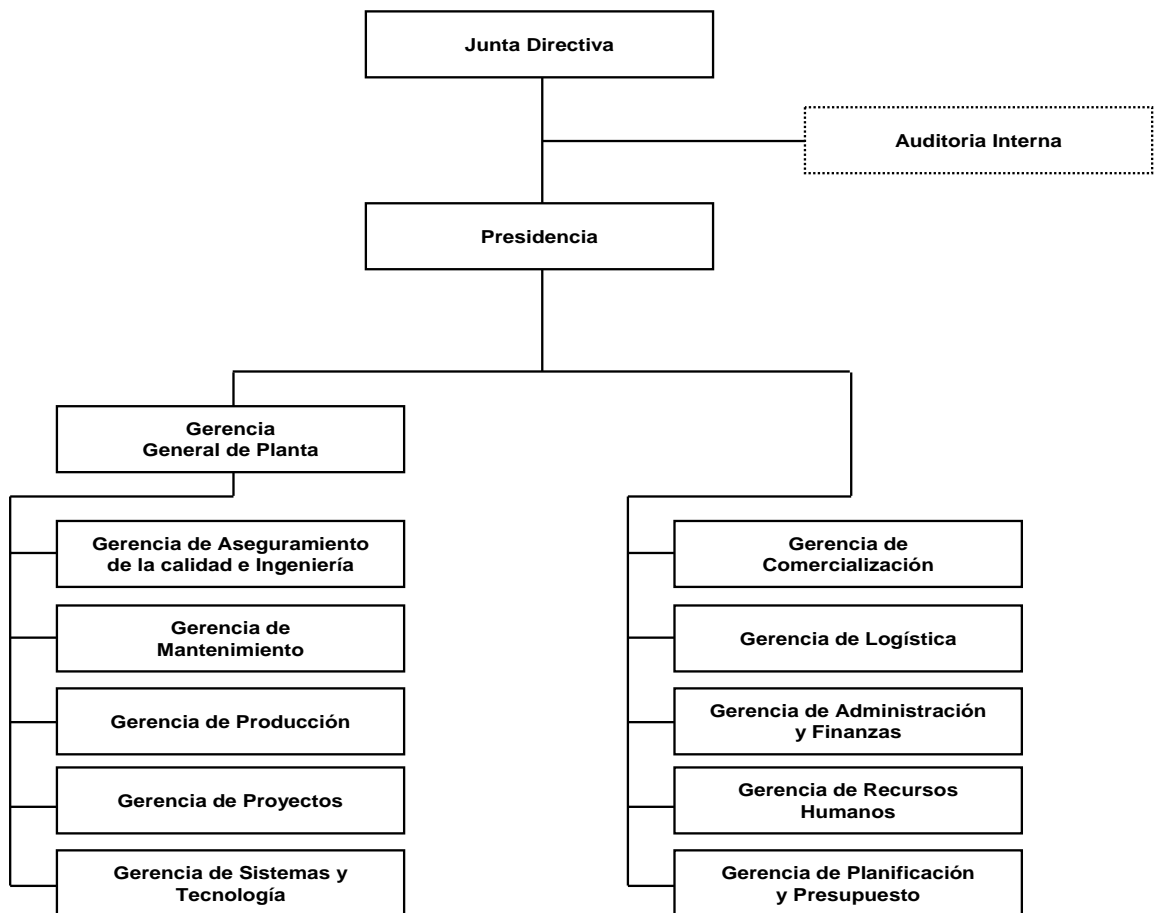 Junta Directiva
Auditoria Interna
Presidencia
Gerencia
General de Planta
Gerencia de Aseguramiento
de la calidad e Ingeniería
Gerencia de
Mantenimiento
Gerencia de Producción
Gerencia de Proyectos
Gerencia de Sistemas y
Tecnología
Gerencia de
Comercialización
Gerencia de Logística
Gerencia de Administración
y Finanzas
Gerencia de Recursos
Humanos
Gerencia de Planificación
y Presupuesto